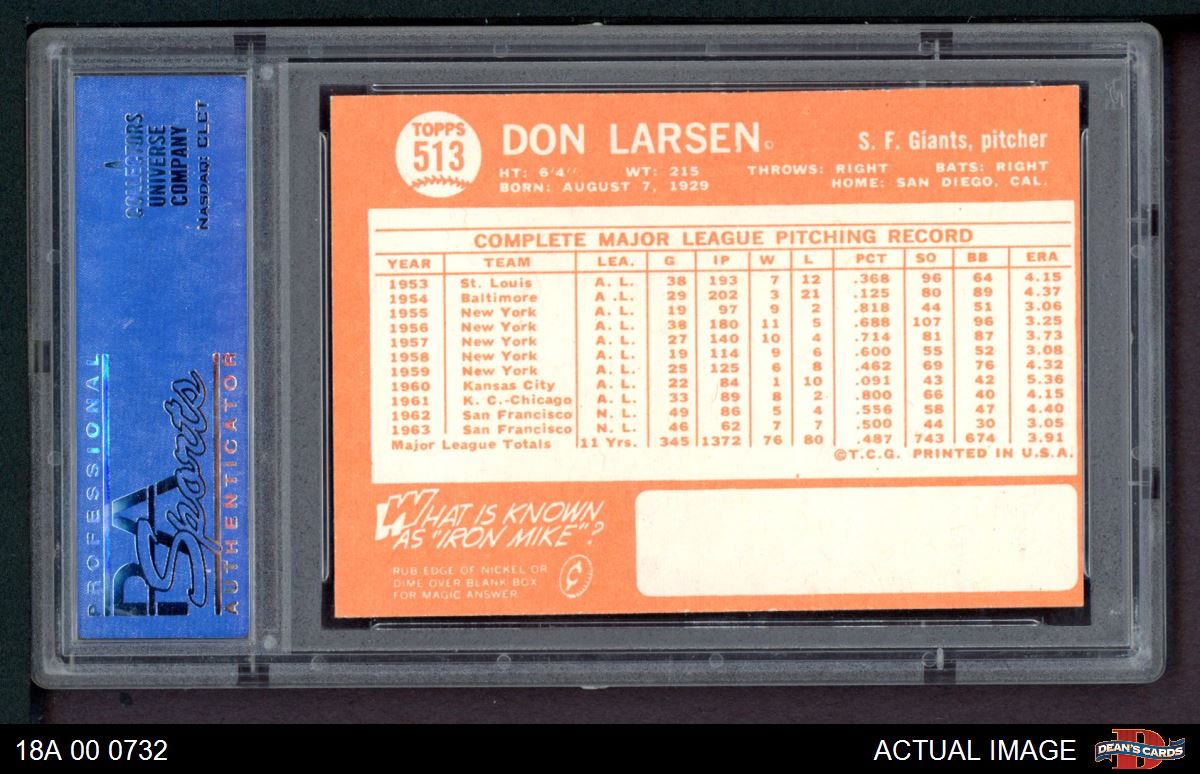 A
COLLECTORS
UNIVERSE
COMPANY
NASDAQ: CLCT
PROFESSIONAL
PSA
Sports
AUTHENTICATOR
TOPPS
513
DON LARSEN
S. F. Giants, pitcher
HT: 6'4" WT: 215 THROWS: RIGHT BATS: RIGHT
BORN: AUGUST 7, 1929 HOME: SAN DIEGO, CAL.
COMPLETE MAJOR LEAGUE PITCHING RECORD
YEAR TEAM LEA. G IP W L PCT SO BB ERA
1953 St. Louis A. L. 38 193 7 12 .368 96 64 4.15
1954 Baltimore A. L. 29 202 3 21 .125 80 89 4.37
1955 New York A. L. 19 97 9 2 .818 44 51 3.06
1956 New York A. L. 38 180 11 5 .688 107 96 3.25
1957 New York A. L. 27 140 10 4 .714 81 87 3.73
1958 New York A. L. 19 114 9 6 .600 55 52 3.08
1959 New York A. L. 25 125 6 8 .462 69 76 4.32
1960 Kansas City A. L. 22 84 1 10 .091 43 42 5.36
1961 K. C.-Chicago A. L. 33 89 8 2 .800 66 40 4.15
1962 San Francisco N. L. 49 86 5 4 .556 58 47 4.40
1963 San Francisco N. L. 46 62 7 7 .500 44 30 3.05
Major League Totals 11 Yrs. 345 1372 76 80 .487 743 674 3.91
©T.C.G. PRINTED IN U.S.A.
WHAT IS KNOWN
AS "IRON MIKE"?
RUB EDGE OF NICKEL OR
DIME OVER BLANK BOX
FOR MAGIC ANSWER
¢
18A 00 0732
ACTUAL IMAGE
D
DEAN'S CARDS